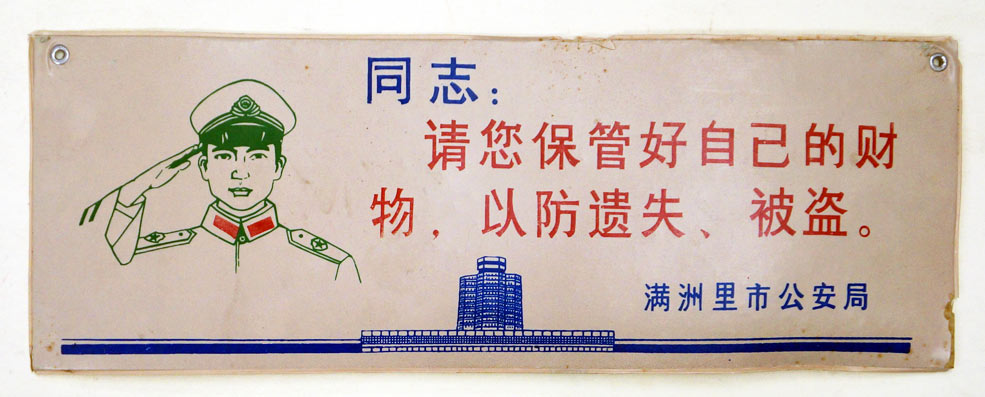 同志：
请您保管好自己的财
物，以防遗失、被盗。
满洲里市公安局